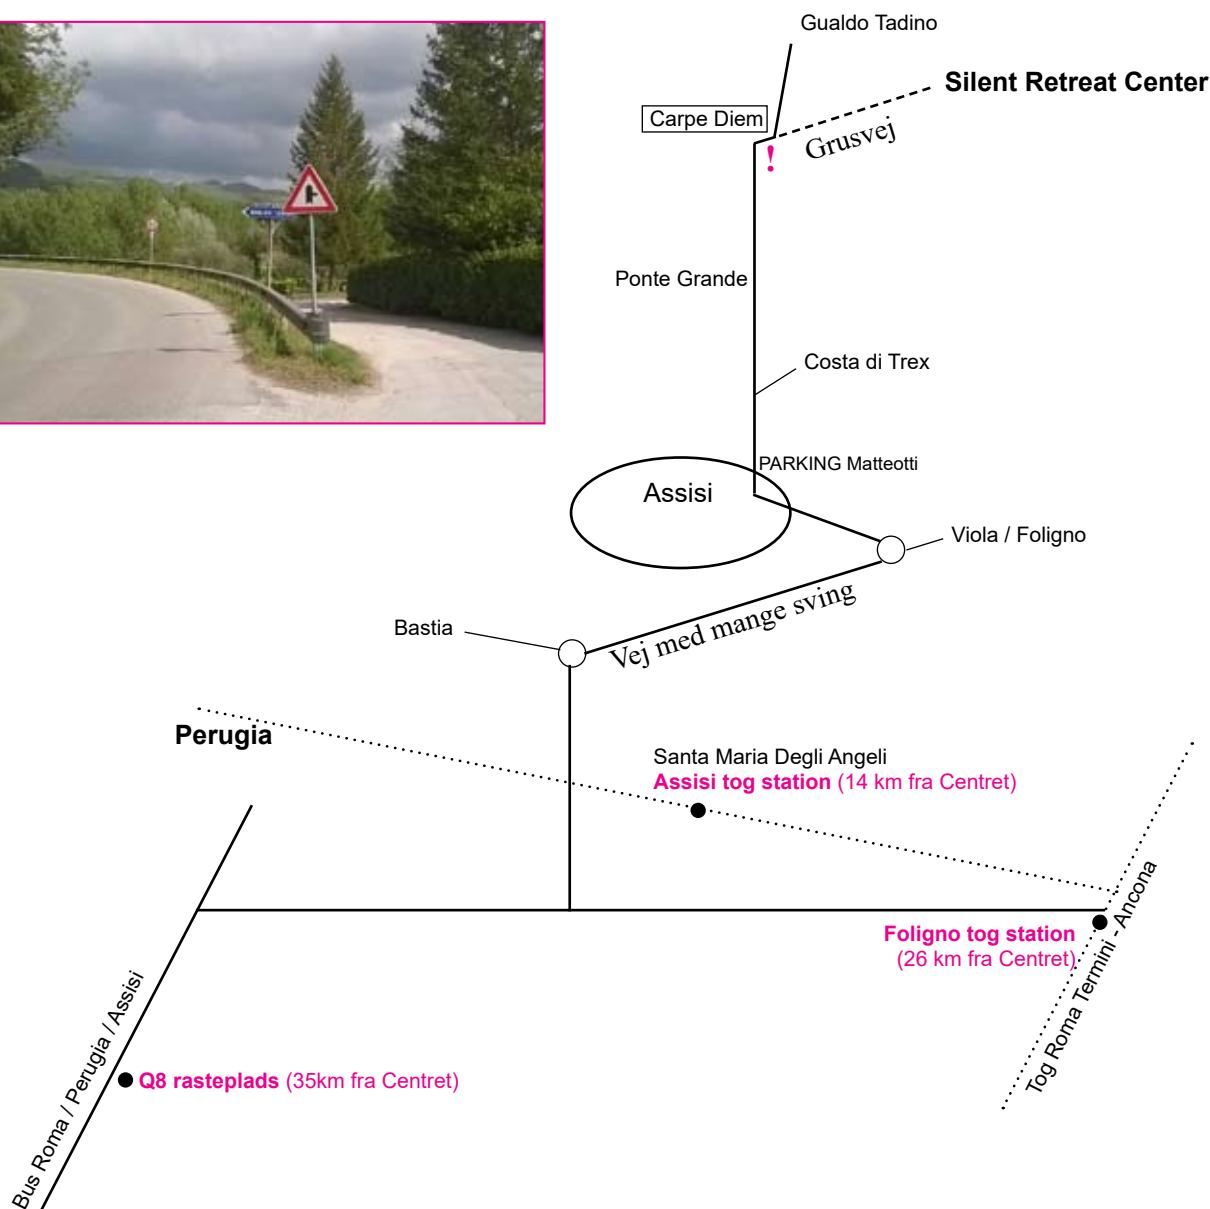 Gualdo Tadino
Silent Retreat Center
Carpe Diem
!
Grusvej
Ponte Grande
Costa di Trex
PARKING Matteotti
Assisi
Viola / Foligno
Vej med mange sving
Bastia
Perugia
Santa Maria Degli Angeli
Assisi tog station (14 km fra Centret)
Foligno tog station
(26 km fra Centret)
Tog Roma Termini - Ancona
Bus Roma / Perugia / Assisi
Q8 rasteplads (35km fra Centret)